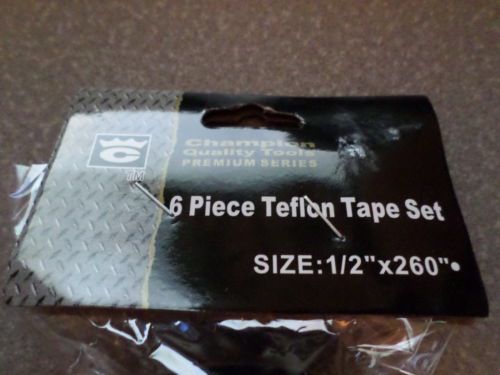 Champion
Quality Tools
PREMIUM SERIES
C
TM
6 Piece Teflon Tape Set
SIZE:1/2"x260"